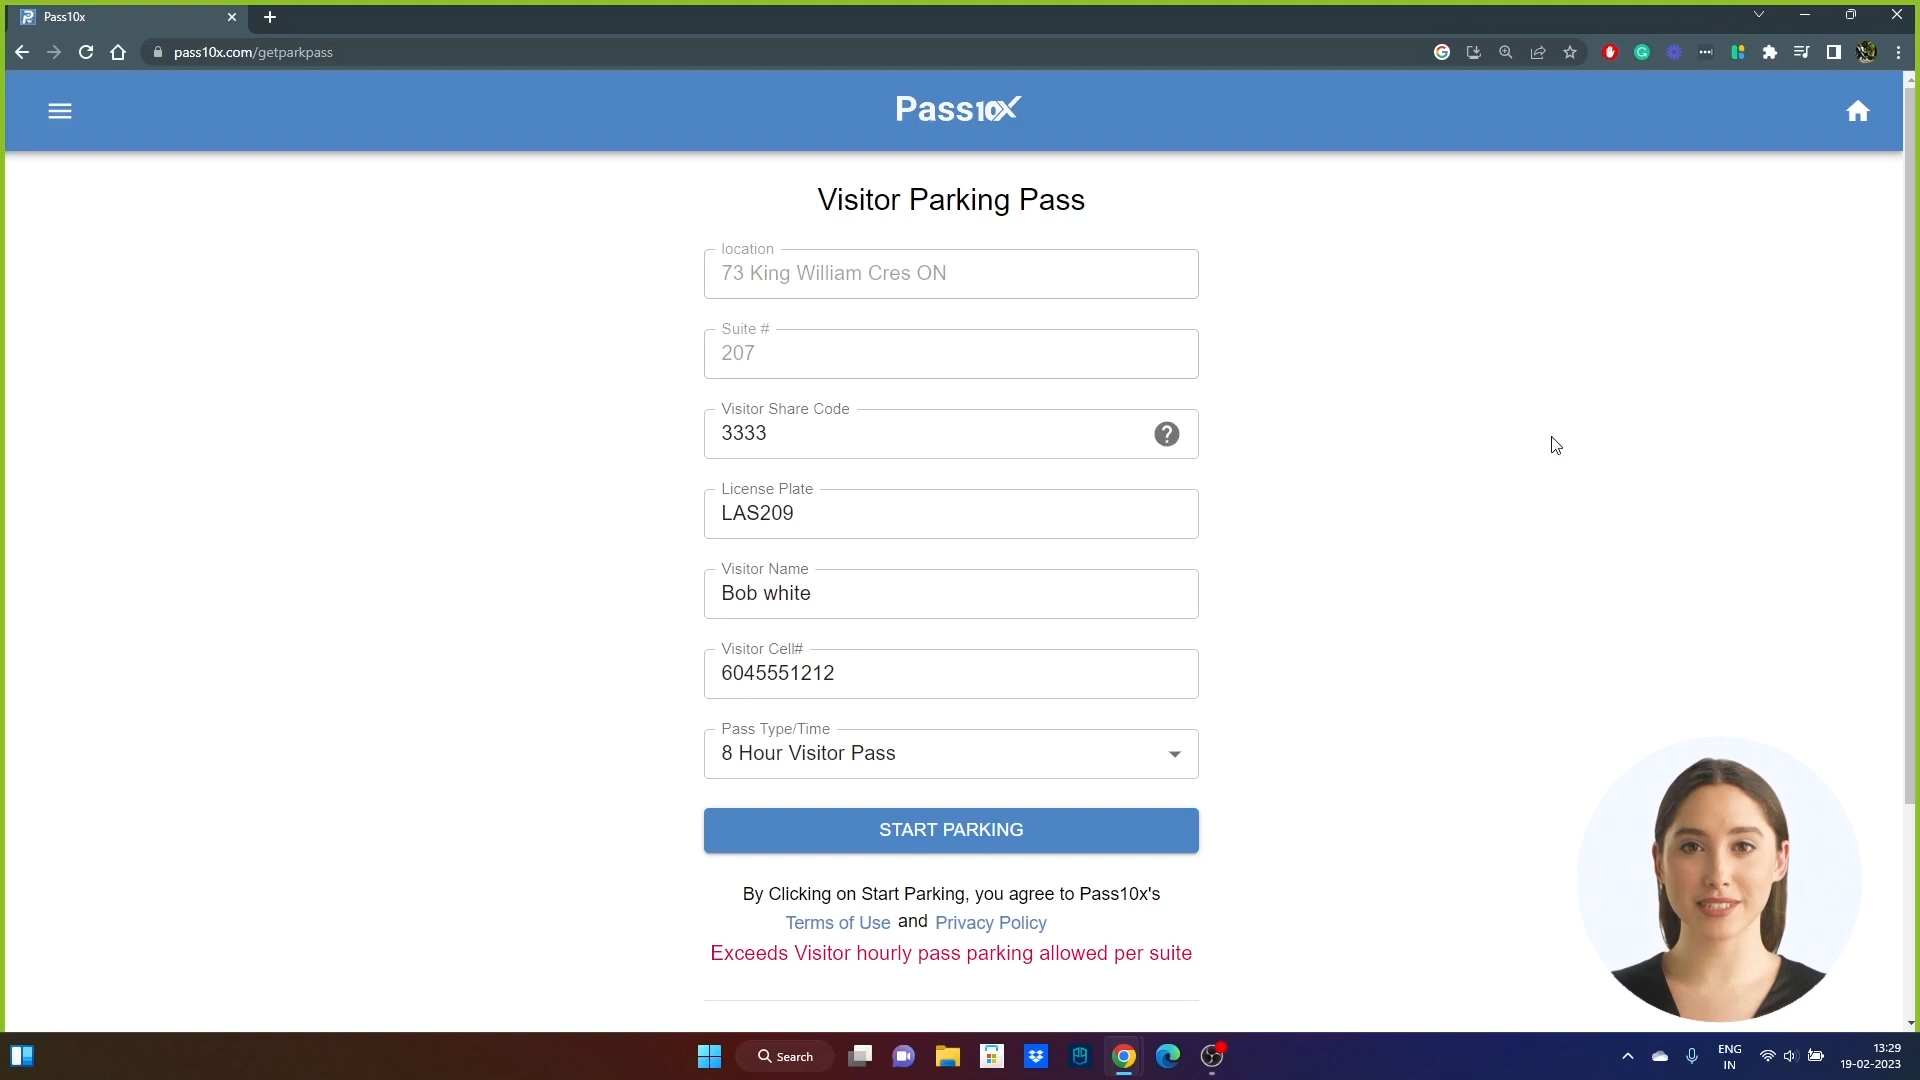 Pass10x
pass10x.com/getparkpass
Pass10X
Visitor Parking Pass
location
73 King William Cres ON
Suite #
207
Visitor Share Code
3333
?
License Plate
LAS209
Visitor Name
Bob white
Visitor Cell#
6045551212
Pass Type/Time
8 Hour Visitor Pass
START PARKING
By Clicking on Start Parking, you agree to Pass10x's
Terms of Use and Privacy Policy
Exceeds Visitor hourly pass parking allowed per suite
Search
ENG
IN
13:29
19-02-2023